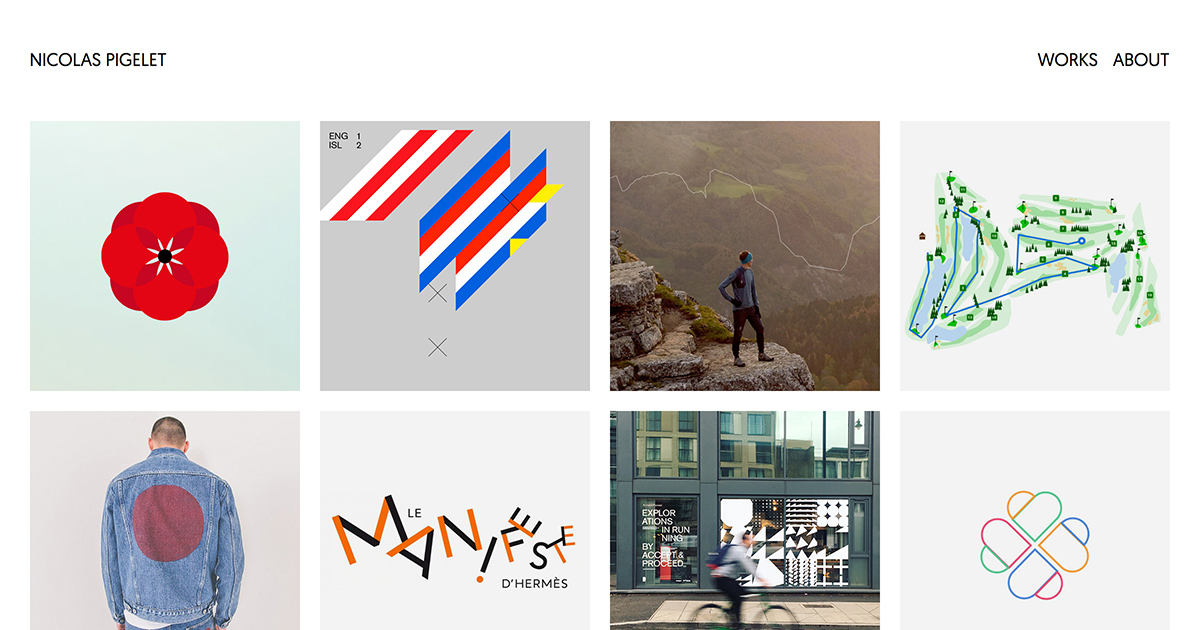 NICOLAS PIGELET
WORKS ABOUT
ENG 1
ISL 2
LE
MANIFESTE
D'HERMÈS
EXPLOR
ATIONS
IN RUN
NING
BY
ACCEPT &
PROCEED